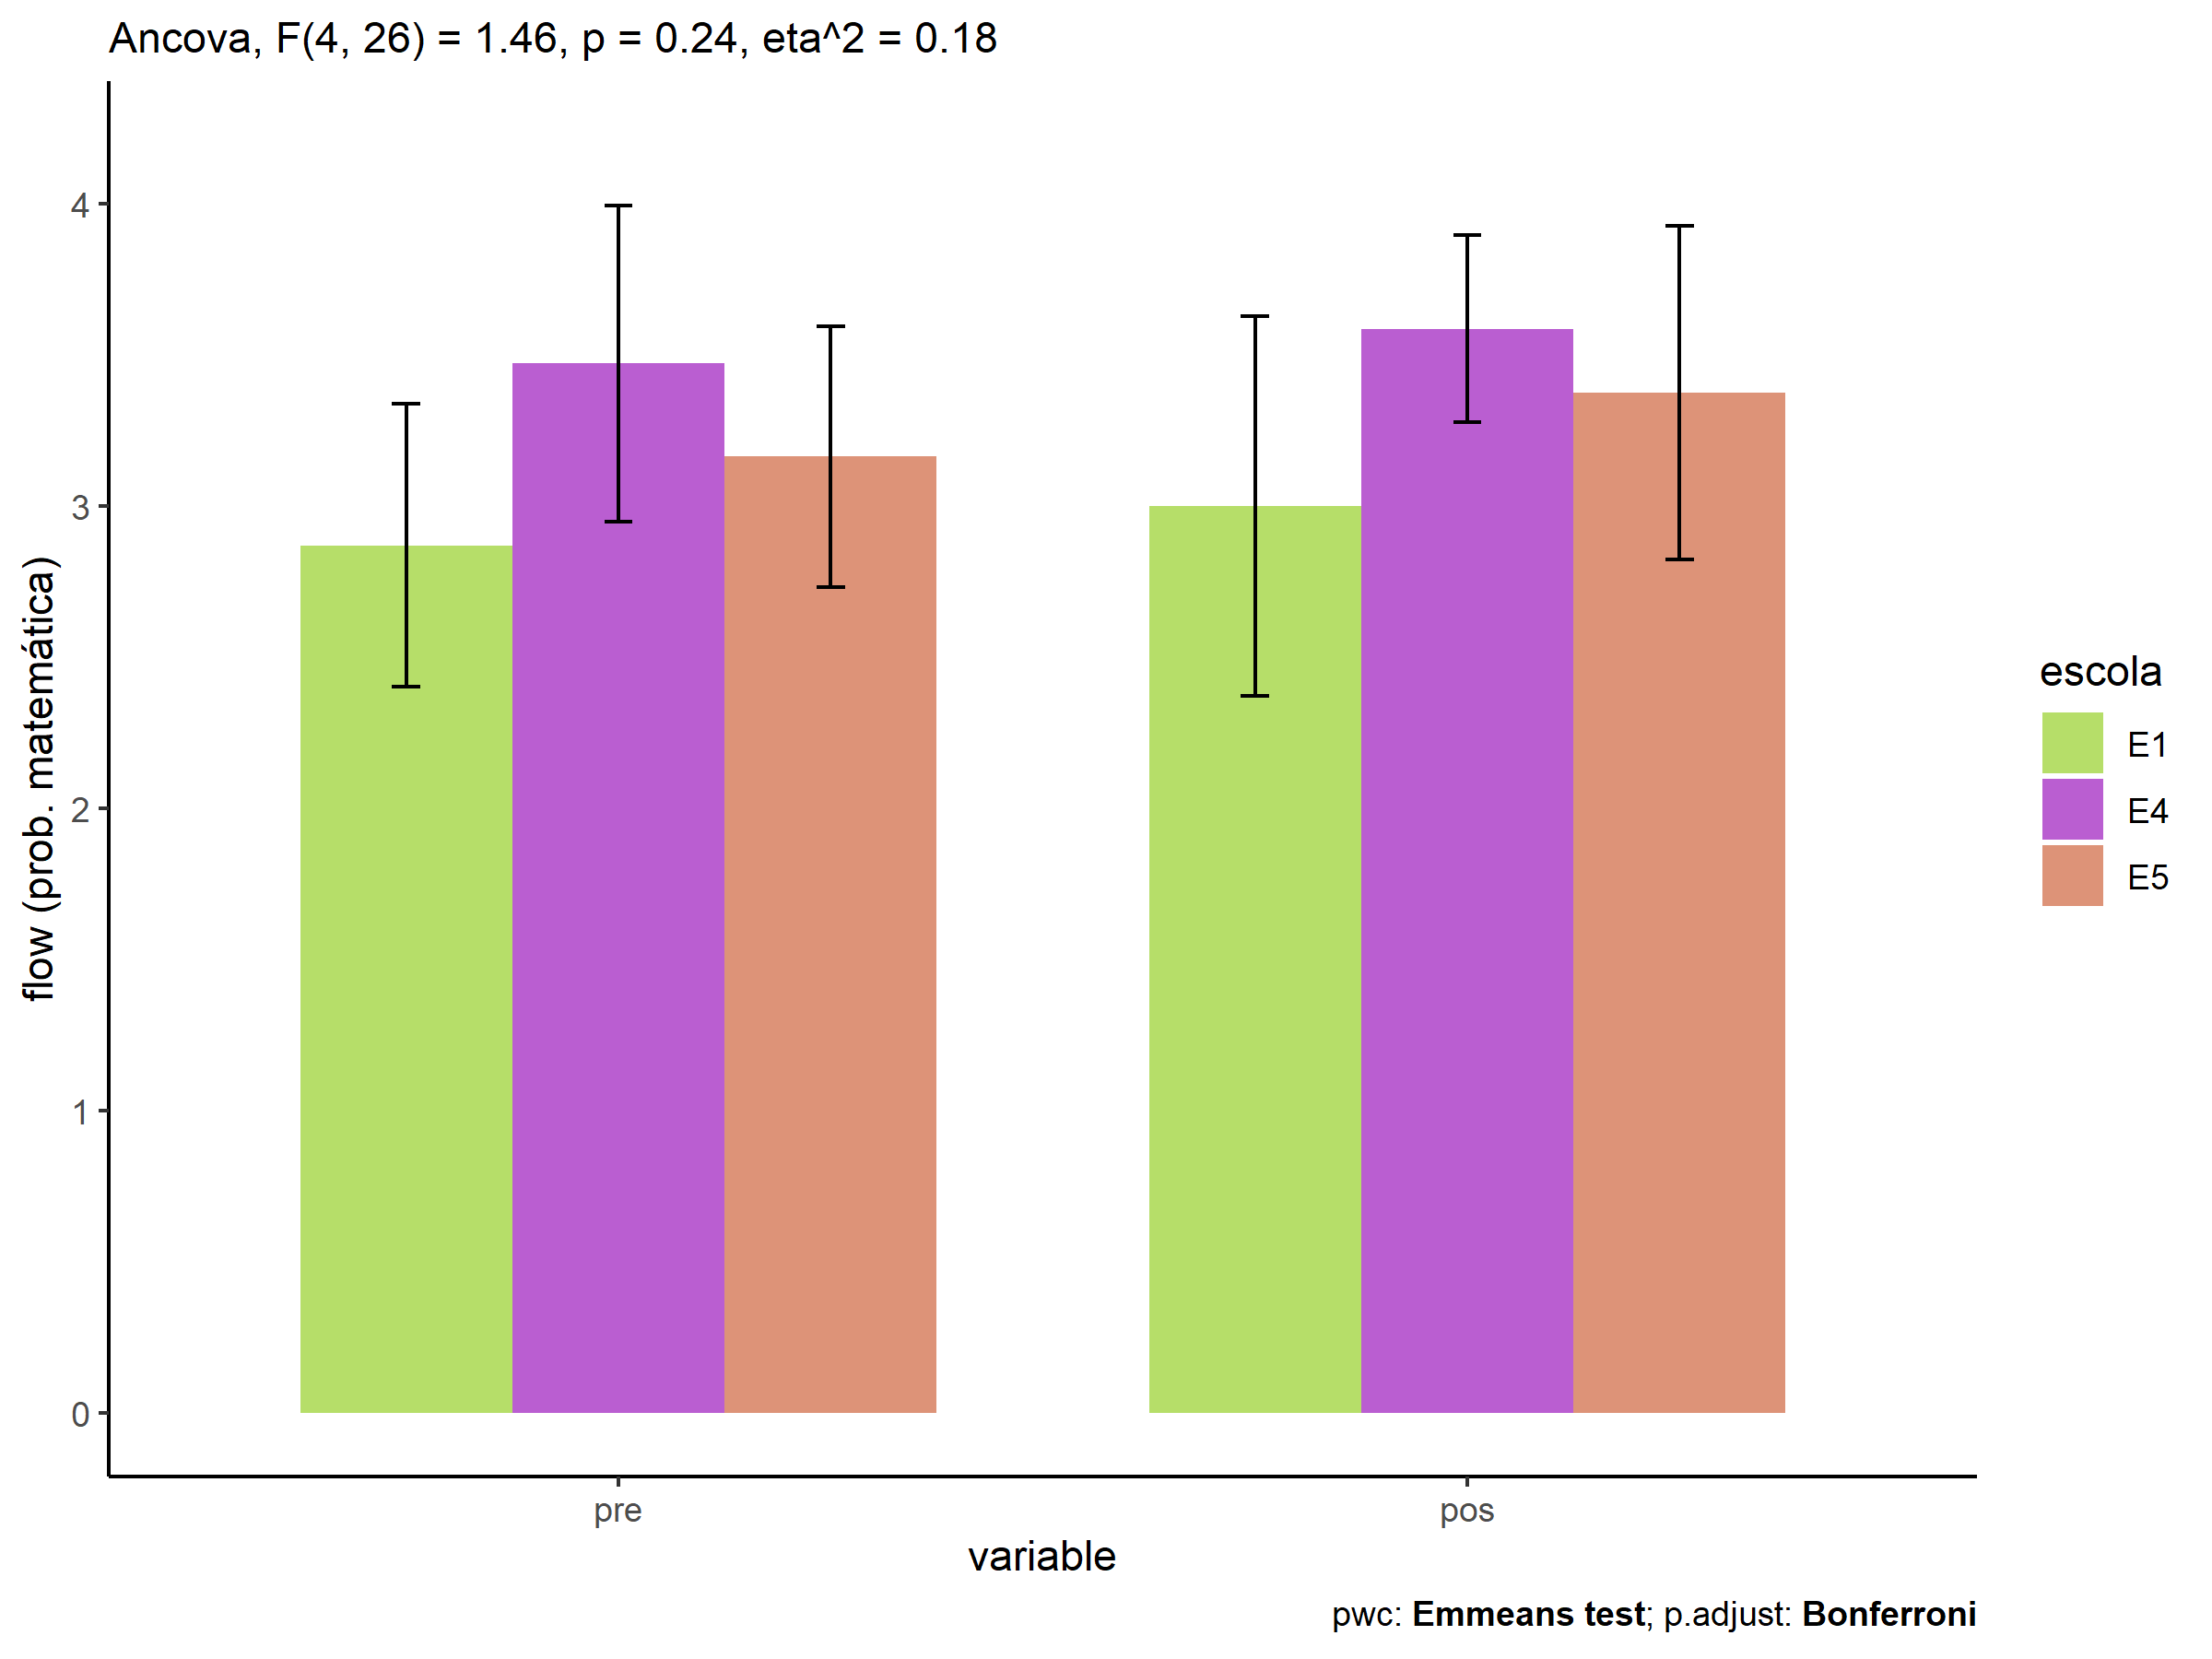 Ancova, F(4, 26) = 1.46, p = 0.24, eta^2 = 0.18
flow (prob. matemática)
4
3
2
1
0
pre
pos
variable
escola
E1
E4
E5
pwc: Emmeans test; p.adjust: Bonferroni